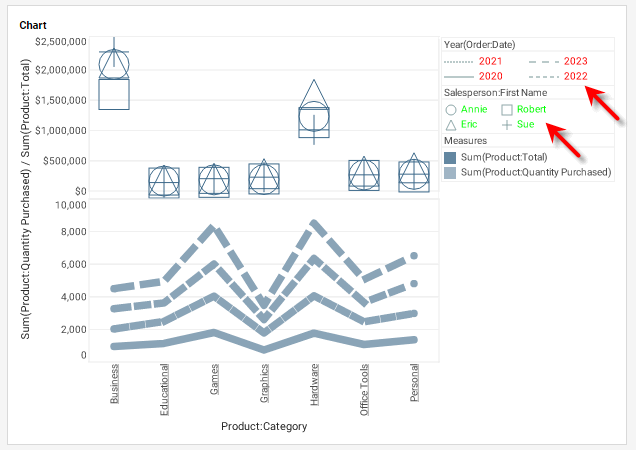 Chart
Sum(Product:Quantity Purchased) / Sum(Product:Total)
$2,500,000
$2,000,000
$1,500,000
$1,000,000
$500,000
$0
10,000
8,000
6,000
4,000
2,000
0
Business
Educational
Games
Graphics
Hardware
Office Tools
Personal
Product:Category
Year(Order:Date)
2021 2023
2020 2022
Salesperson:First Name
Annie Robert
Eric Sue
Measures
Sum(Product:Total)
Sum(Product:Quantity Purchased)